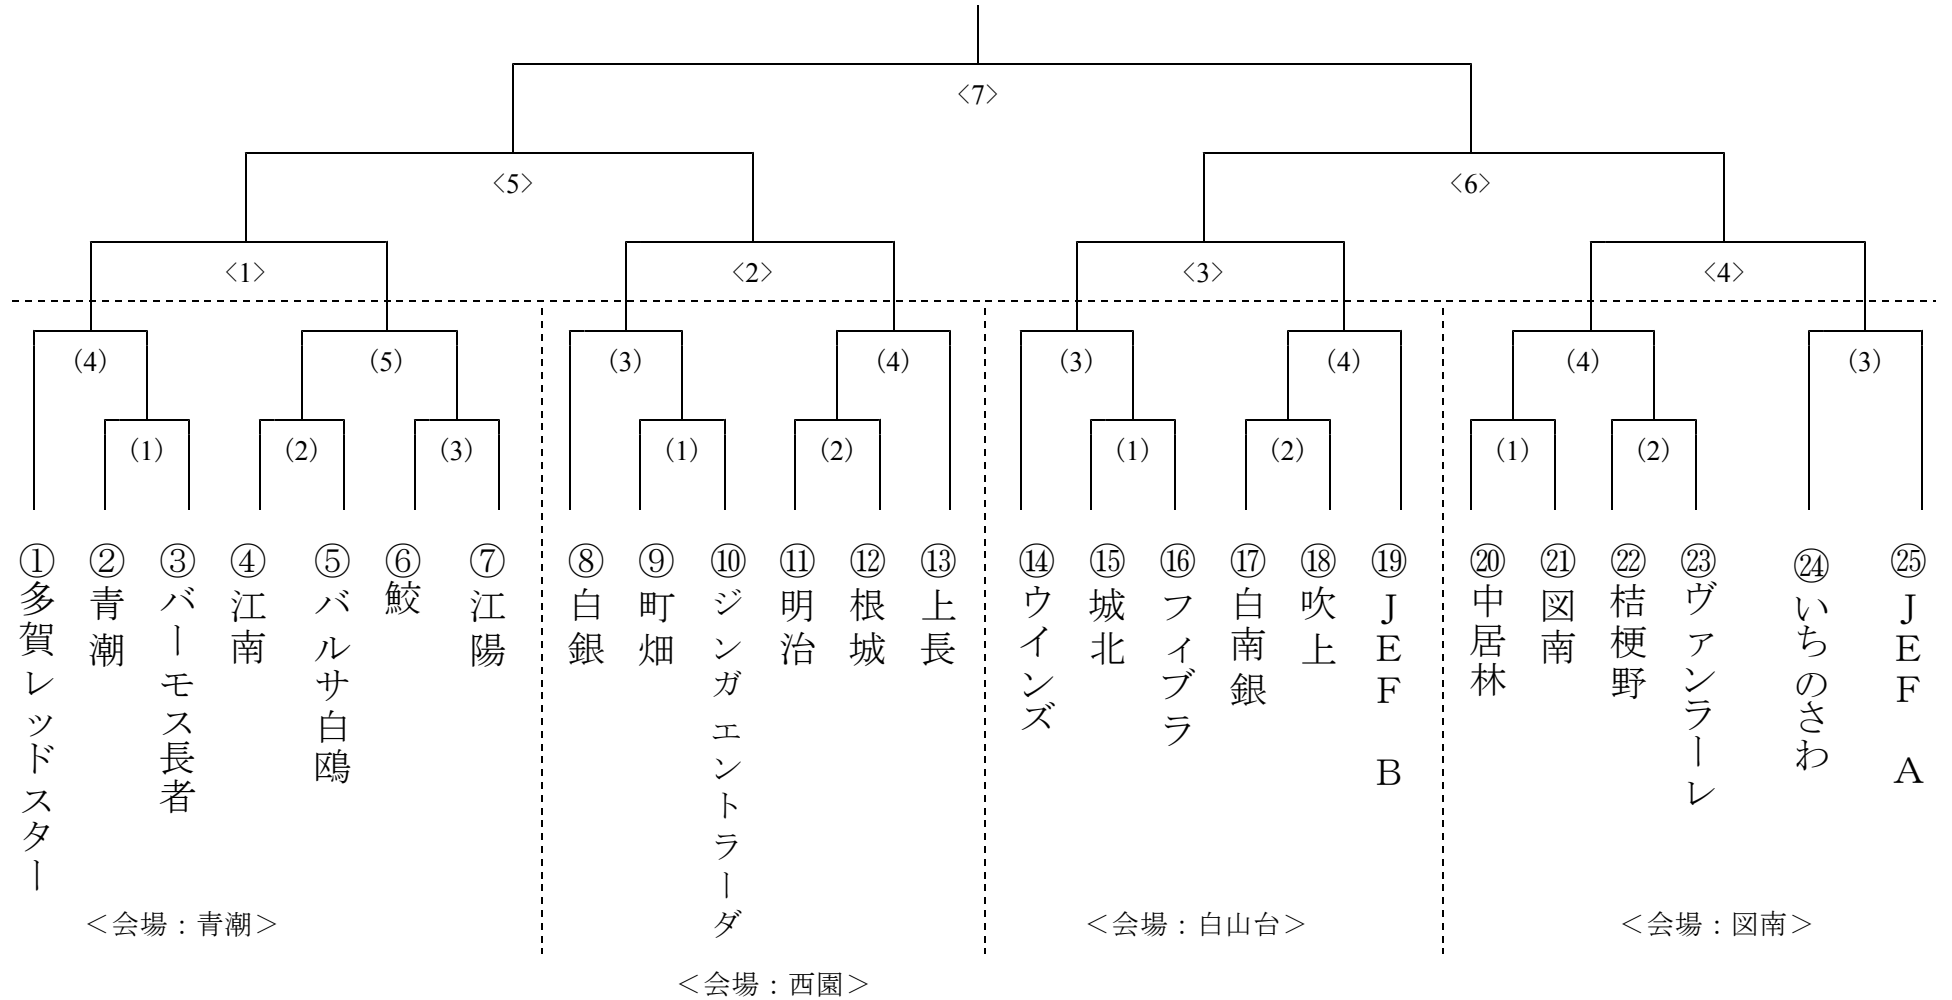 <7>
<5>
<6>
<1>
<2>
<3>
<4>
(4)
(5)
(3)
(4)
(3)
(4)
(4)
(3)
(1)
(2)
(3)
(1)
(2)
(1)
(2)
(1)
(2)
①多賀レッドスター
②青潮
③バーモス長者
④江南
⑤バルサ白鴎
⑥鮫
⑦江陽
⑧白銀
⑨町畑
⑩ジンガエントラーダ
⑪明治
⑫根城
⑬上長
⑭ウインズ
⑮城北
⑯フィブラ
⑰白南銀
⑱吹上
⑲JEF B
⑳中居林
㉑図南
㉒桔梗野
㉓ヴァンラーレ
㉔いちのさわ
㉕JEF A
＜会場：青潮＞
＜会場：西園＞
＜会場：白山台＞
＜会場：図南＞